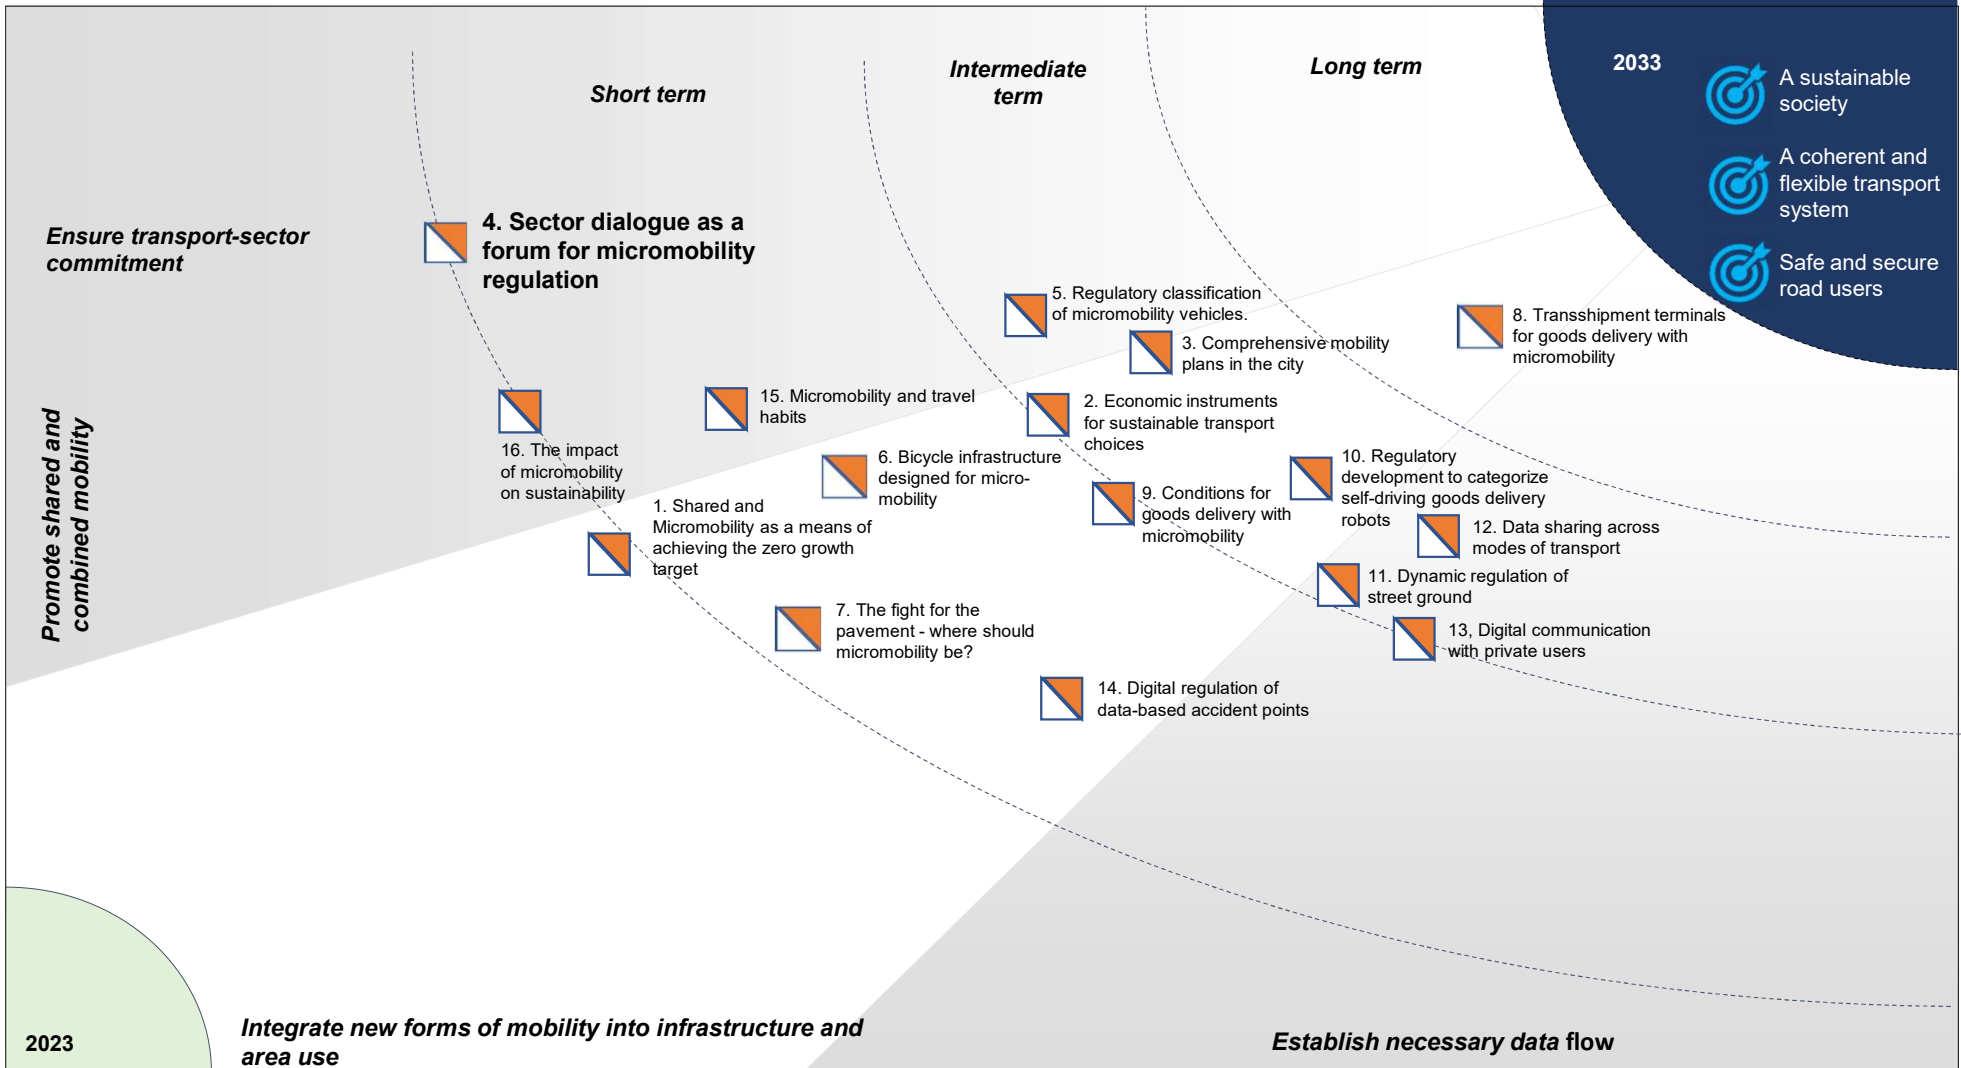 Short term
Intermediate
term
Long term
2033
A sustainable
society
A coherent and
flexible transport
system
Safe and secure
road users
Ensure transport-sector
commitment
4. Sector dialogue as a
forum for micromobility
regulation
5. Regulatory classification
of micromobility vehicles.
3. Comprehensive mobility
plans in the city
8. Transshipment terminals
for goods delivery with
micromobility
Promote shared and
combined mobility
16. The impact
of micromobility
on sustainability
15. Micromobility and travel
habits
2. Economic instruments
for sustainable transport
choices
6. Bicycle infrastructure
designed for micro-
mobility
10. Regulatory
development to categorize
self-driving goods delivery
robots
9. Conditions for
goods delivery with
micromobility
1. Shared and
Micromobility as a means of
achieving the zero growth
target
12. Data sharing across
modes of transport
11. Dynamic regulation of
street ground
7. The fight for the
pavement - where should
micromobility be?
13, Digital communication
with private users
14. Digital regulation of
data-based accident points
2023
Integrate new forms of mobility into infrastructure and
area use
Establish necessary data flow